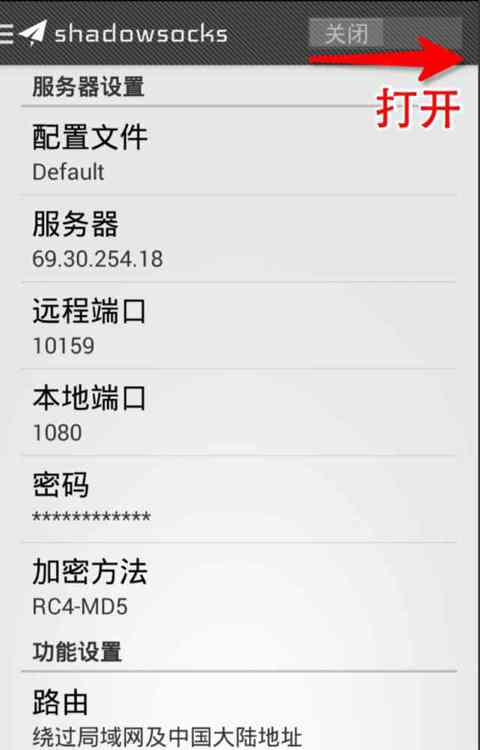 shadowsocks
关闭
打开
服务器设置
配置文件
Default
服务器
69.30.254.18
远程端口
10159
本地端口
1080
密码
************
加密方法
RC4-MD5
功能设置
路由
绕过局域网及中国大陆地址